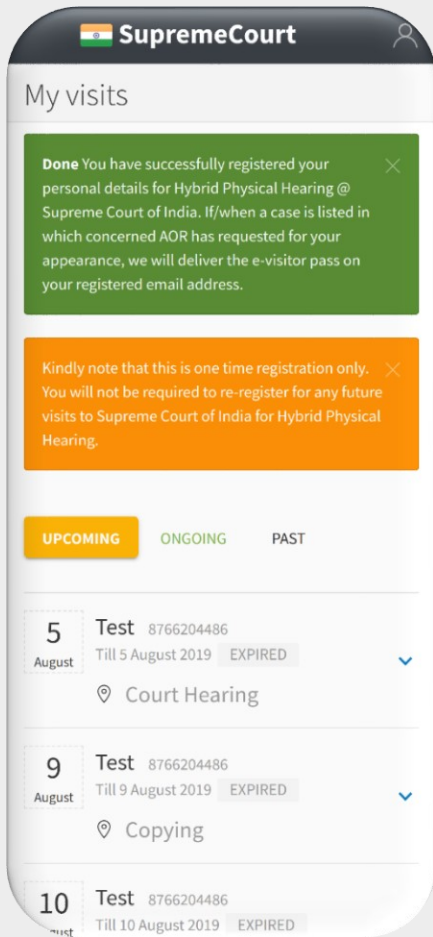 SupremeCourt
My visits
Done You have successfully registered your
personal details for Hybrid Physical Hearing @
Supreme Court of India. If/when a case is listed in
which concerned AOR has requested for your
appearance, we will deliver the e-visitor pass on
your registered email address.
Kindly note that this is one time registration only.
You will not be required to re-register for any future
visits to Supreme Court of India for Hybrid Physical
Hearing.
UPCOMING ONGOING PAST
5 Test 8766204486
August Till 5 August 2019 EXPIRED
Court Hearing
9 Test 8766204486
August Till 9 August 2019 EXPIRED
Copying
10 Test 8766204486
Till 10 August 2019 EXPIRED